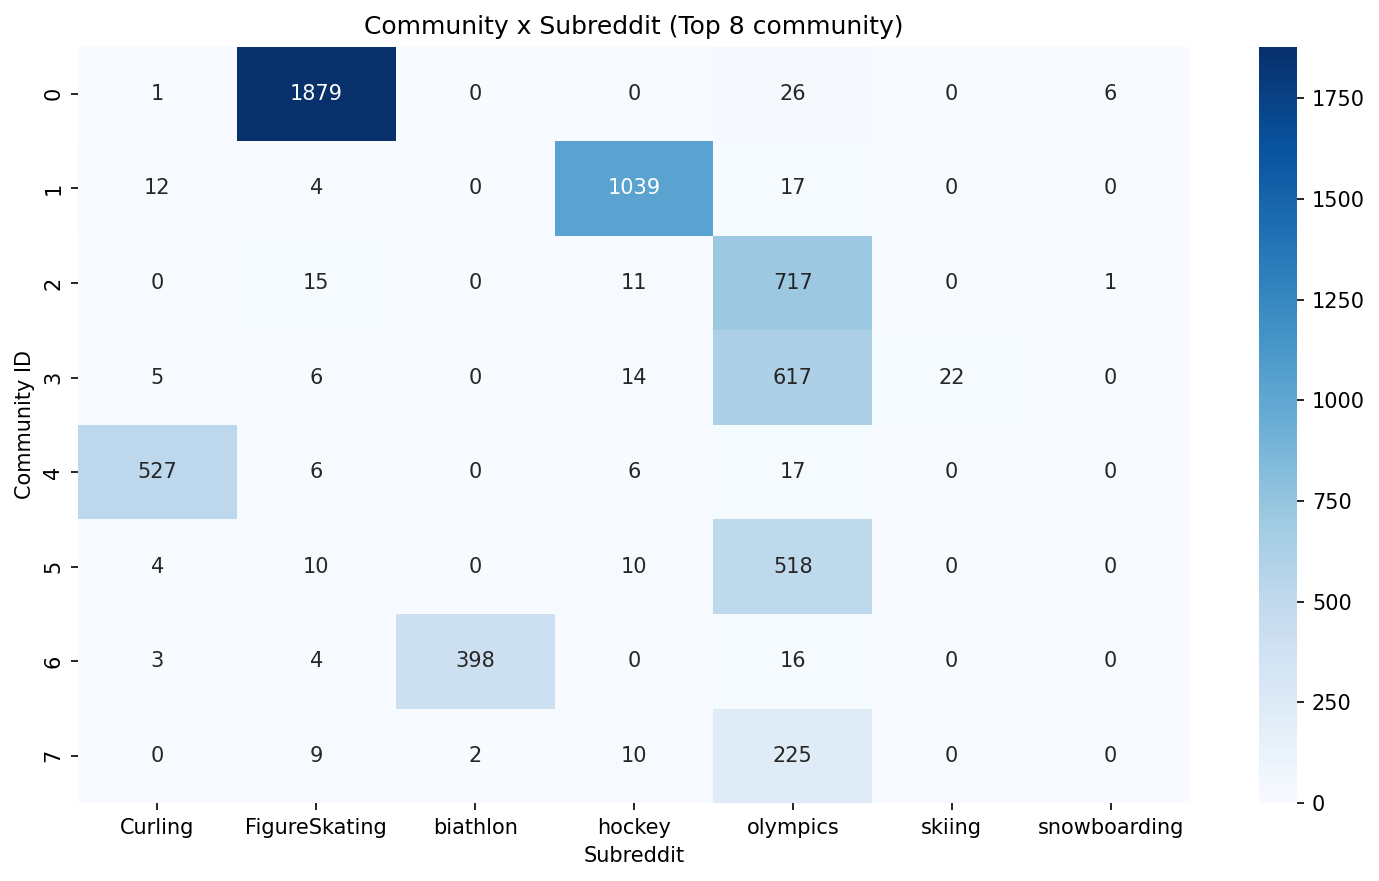 Community x Subreddit (Top 8 community)
0 1 1879 0 0 26 0 6
1 12 4 0 1039 17 0 0
2 0 15 0 11 717 0 1
3 5 6 0 14 617 22 0
4 527 6 0 6 17 0 0
5 4 10 0 10 518 0 0
6 3 4 398 0 16 0 0
7 0 9 2 10 225 0 0
Community ID
Curling FigureSkating biathlon hockey olympics skiing snowboarding
Subreddit
1750
1500
1250
1000
750
500
250
0